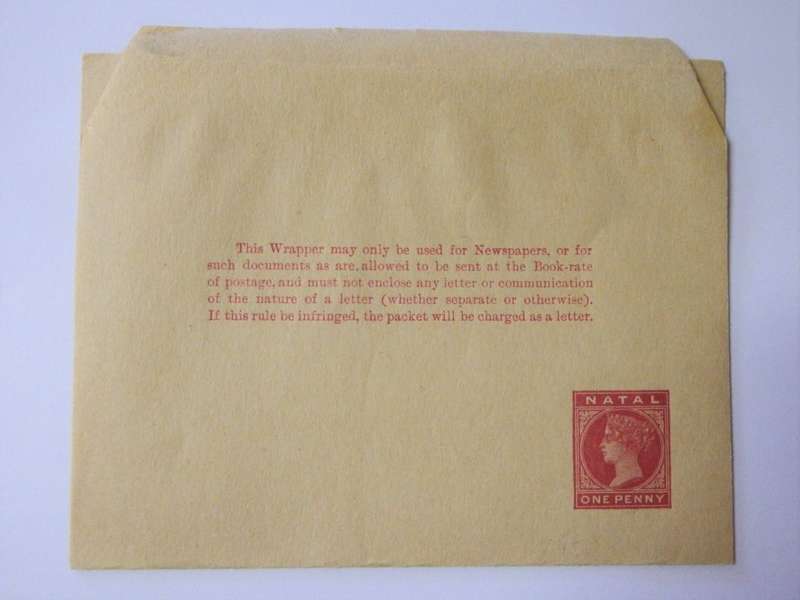 This Wrapper may only be used for Newspapers, or for
such documents as are, allowed to be sent at the Book-rate
of postage, and must not enclose any letter or communication
of the nature of a letter (whether separate or otherwise).
If this rule be infringed, the packet will be charged as a letter.
NATAL
ONE PENNY